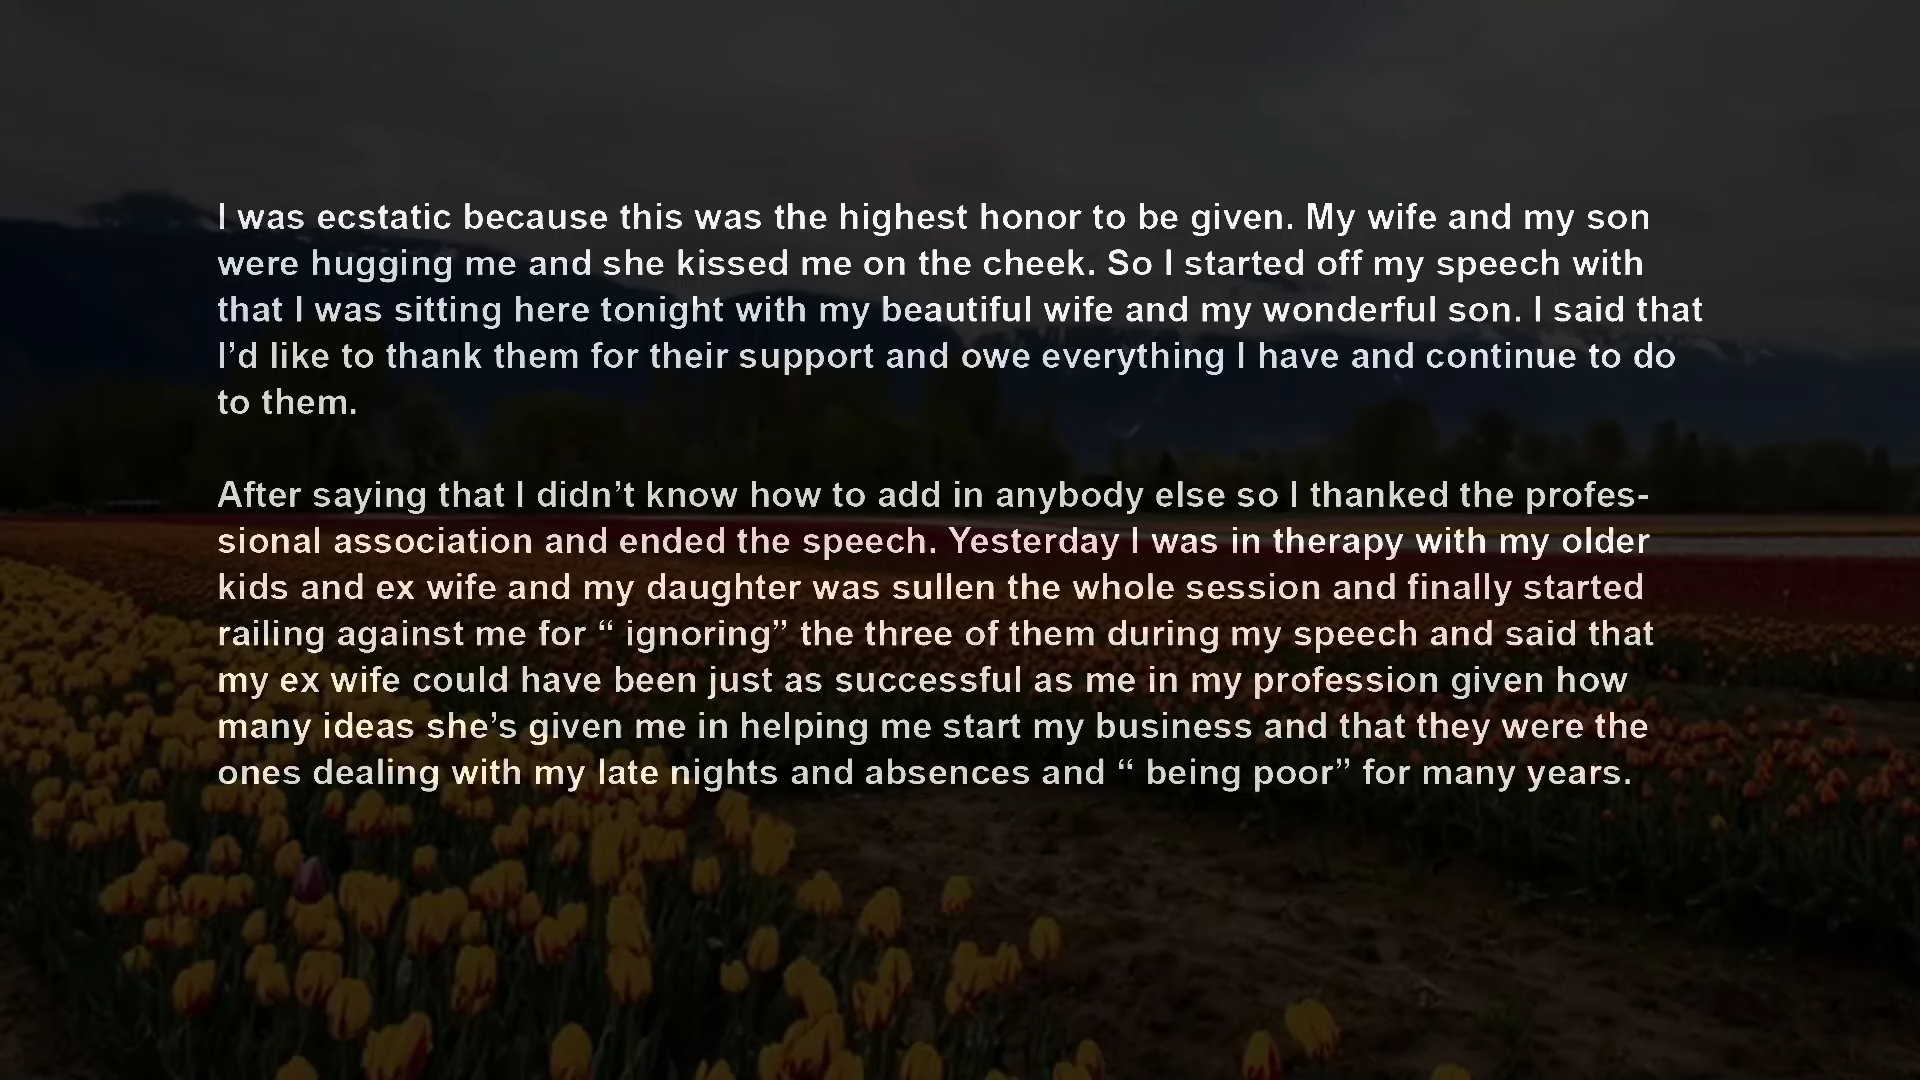 I was ecstatic because this was the highest honor to be given. My wife and my son
were hugging me and she kissed me on the cheek. So I started off my speech with
that I was sitting here tonight with my beautiful wife and my wonderful son. I said that
I’d like to thank them for their support and owe everything I have and continue to do
to them.
After saying that I didn’t know how to add in anybody else so I thanked the profes-
sional association and ended the speech. Yesterday I was in therapy with my older
kids and ex wife and my daughter was sullen the whole session and finally started
railing against me for “ ignoring” the three of them during my speech and said that
my ex wife could have been just as successful as me in my profession given how
many ideas she’s given me in helping me start my business and that they were the
ones dealing with my late nights and absences and “ being poor” for many years.